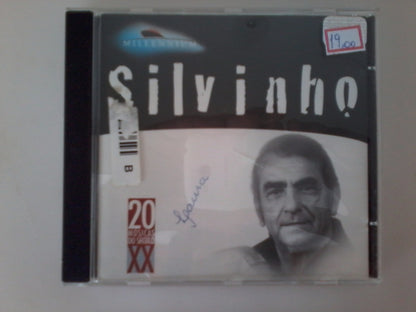 MILLENNIUM
19,00
Silvinho
B
20
MÚSICAS
DO SÉCULO
XX